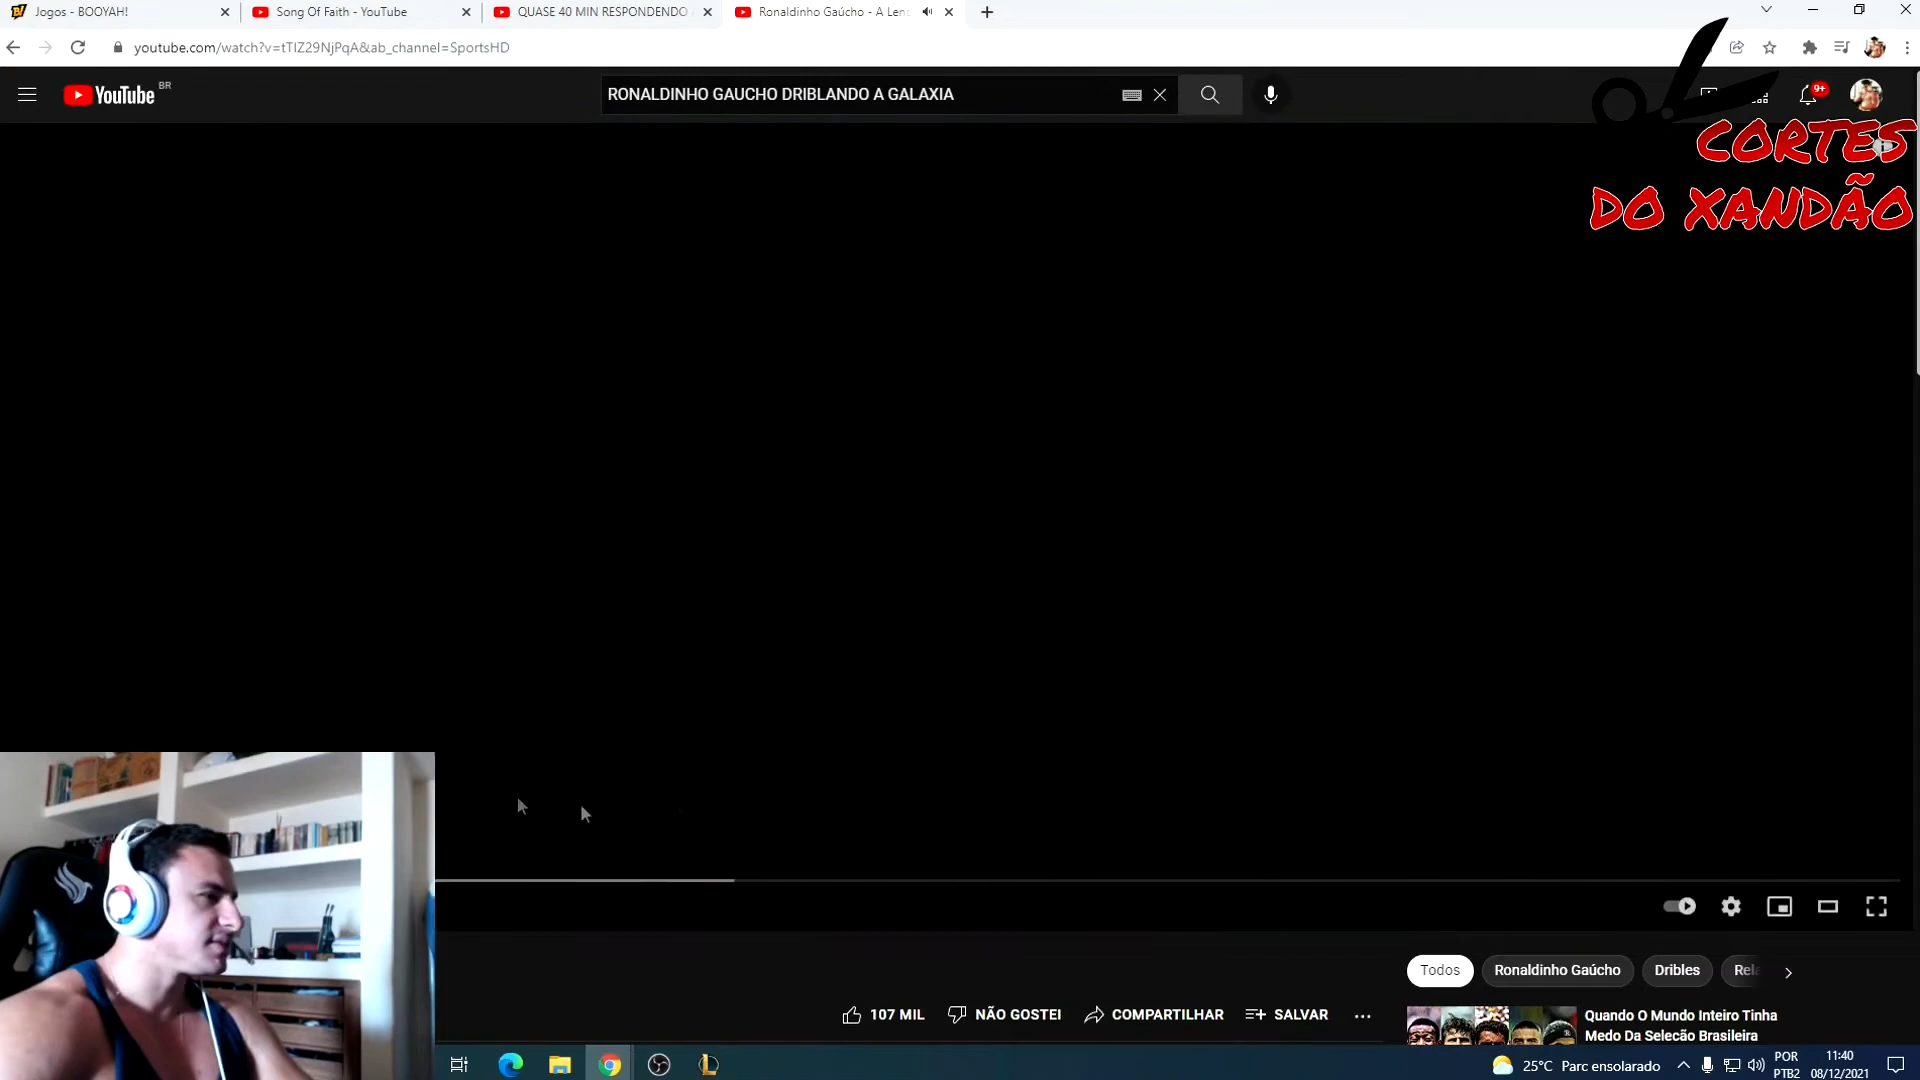 Jogos - BOOYAH!
Song Of Faith - YouTube
QUASE 40 MIN RESPONDENDO
Ronaldinho Gaúcho - A Len
youtube.com/watch?v=tTIZ29NjPqA&ab_channel=SportsHD
YouTube BR
RONALDINHO GAUCHO DRIBLANDO A GALAXIA
9+
CORTES
DO XANDÃO
Todos
Ronaldinho Gaúcho
Dribles
Rela
107 MIL
NÃO GOSTEI
COMPARTILHAR
SALVAR
Quando O Mundo Inteiro Tinha
Medo Da Seleção Brasileira
25°C Parc ensolarado
POR
PTB2
11:40
08/12/2021